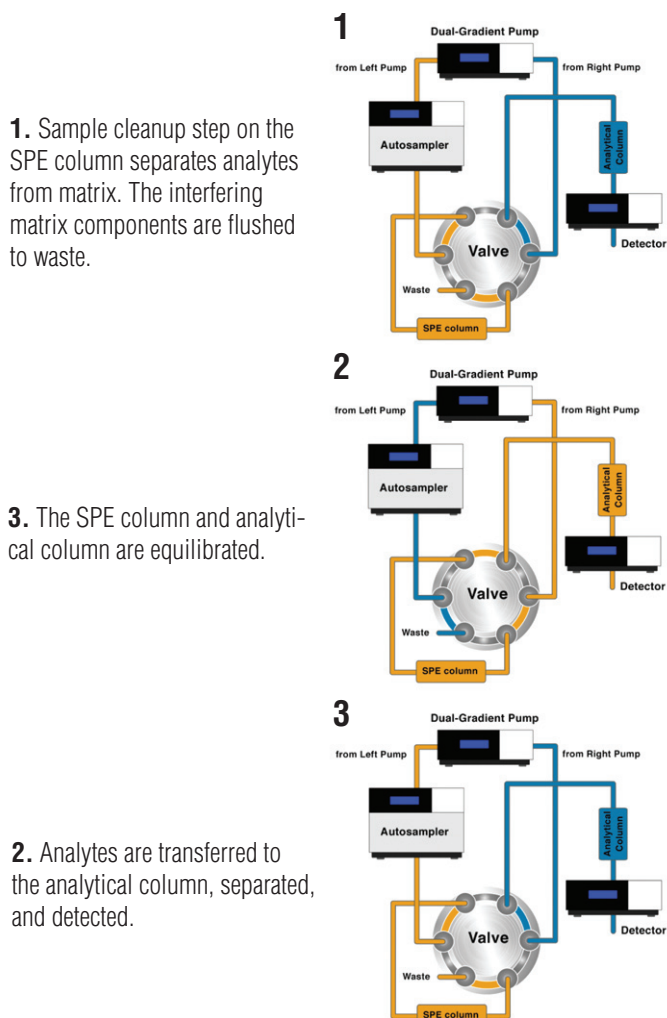 1
Dual-Gradient Pump
from Left Pump
from Right Pump
1. Sample cleanup step on the
SPE column separates analytes
from matrix. The interfering
matrix components are flushed
to waste.
Autosampler
Analytical
Column
Valve
Detector
Waste
SPE column
2
Dual-Gradient Pump
from Left Pump
from Right Pump
3. The SPE column and analyti-
cal column are equilibrated.
Autosampler
Analytical
Column
Valve
Detector
Waste
SPE column
3
Dual-Gradient Pump
from Left Pump
from Right Pump
2. Analytes are transferred to
the analytical column, separated,
and detected.
Autosampler
Analytical
Column
Valve
Detector
Waste
SPE column